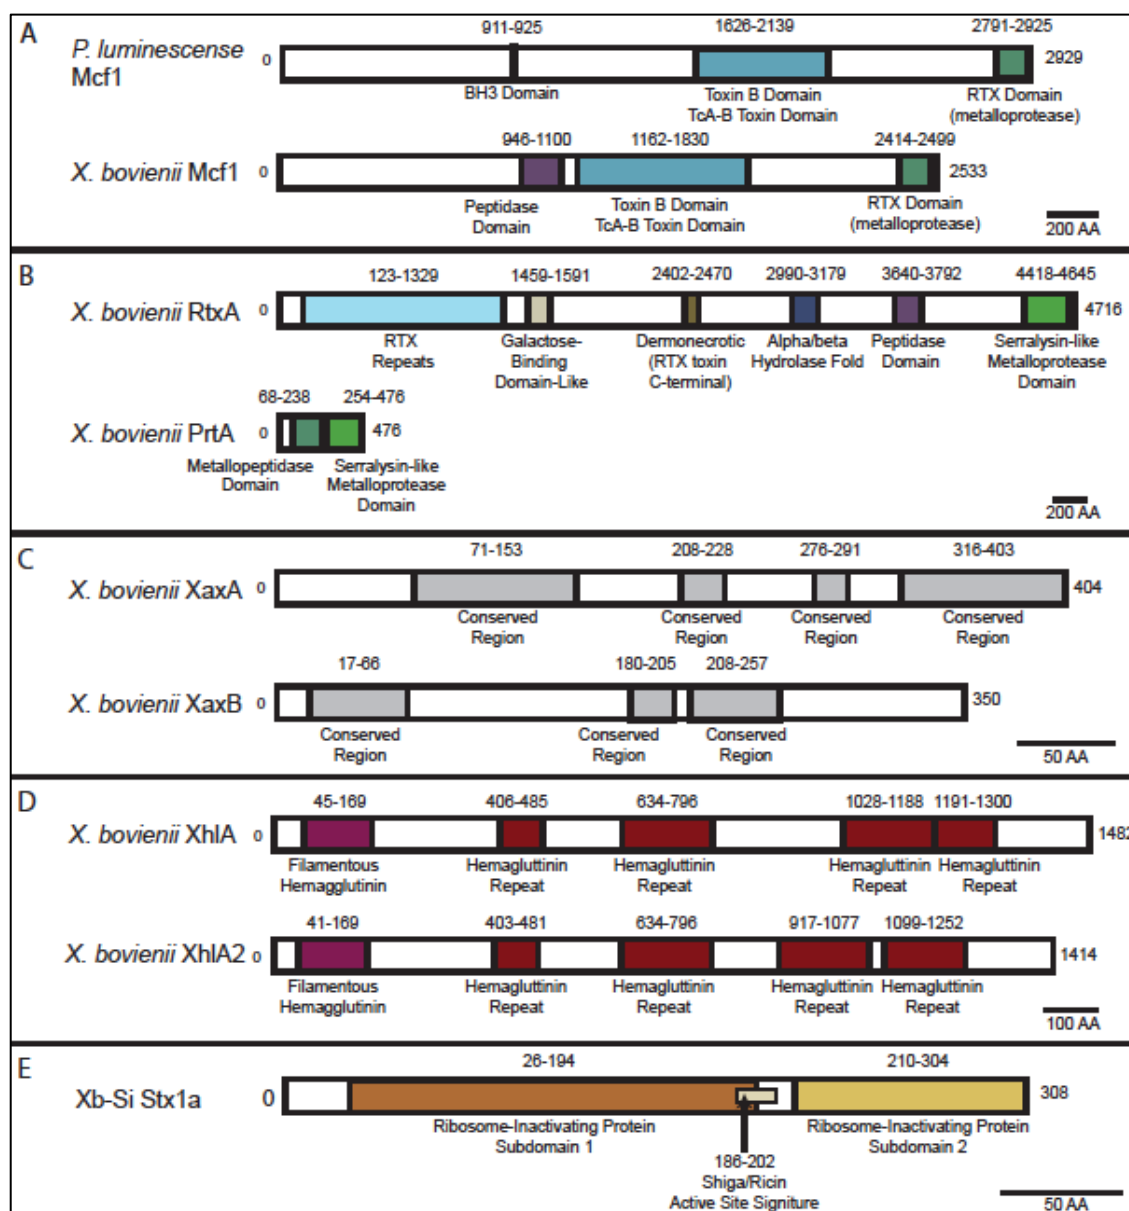 A
911-925 1626-2139 2791-2925
P. luminescense
Mcf1
0 2929
BH3 Domain Toxin B Domain RTX Domain
TcA-B Toxin Domain (metalloprotease)
946-1100 1162-1830 2414-2499
X. bovienii Mcf1 0 2533
Peptidase Toxin B Domain RTX Domain
Domain TcA-B Toxin Domain (metalloprotease)
200 AA
B
123-1329 1459-1591 2402-2470 2990-3179 3640-3792 4418-4645
X. bovienii RtxA 0 4716
RTX Galactose- Dermonecrotic Alpha/beta Peptidase Serralysin-like
Repeats Binding (RTX toxin Hydrolase Fold Domain Metalloprotease
Domain-Like C-terminal) Domain
68-238 254-476
X. bovienii PrtA 0 476
Metallopeptidase Serralysin-like
Domain Metalloprotease
Domain
200 AA
C
71-153 208-228 276-291 316-403
X. bovienii XaxA 0 404
Conserved Conserved Conserved Conserved
Region Region Region Region
17-66 180-205 208-257
X. bovienii XaxB 0 350
Conserved Conserved Conserved
Region Region Region
50 AA
D
45-169 406-485 634-796 1028-1188 1191-1300
X. bovienii XhlA 0 1482
Filamentous Hemagluttinin Hemagluttinin Hemagluttinin Hemagluttinin
Hemagglutinin Repeat Repeat Repeat Repeat
41-169 403-481 634-796 917-1077 1099-1252
X. bovienii XhlA2 0 1414
Filamentous Hemagluttinin Hemagluttinin Hemagluttinin Hemagluttinin
Hemagglutinin Repeat Repeat Repeat Repeat
100 AA
E
26-194 210-304
Xb-Si Stx1a 0 308
Ribosome-Inactivating Protein Ribosome-Inactivating Protein
Subdomain 1 Subdomain 2
186-202
Shiga/Ricin
Active Site Signiture
50 AA